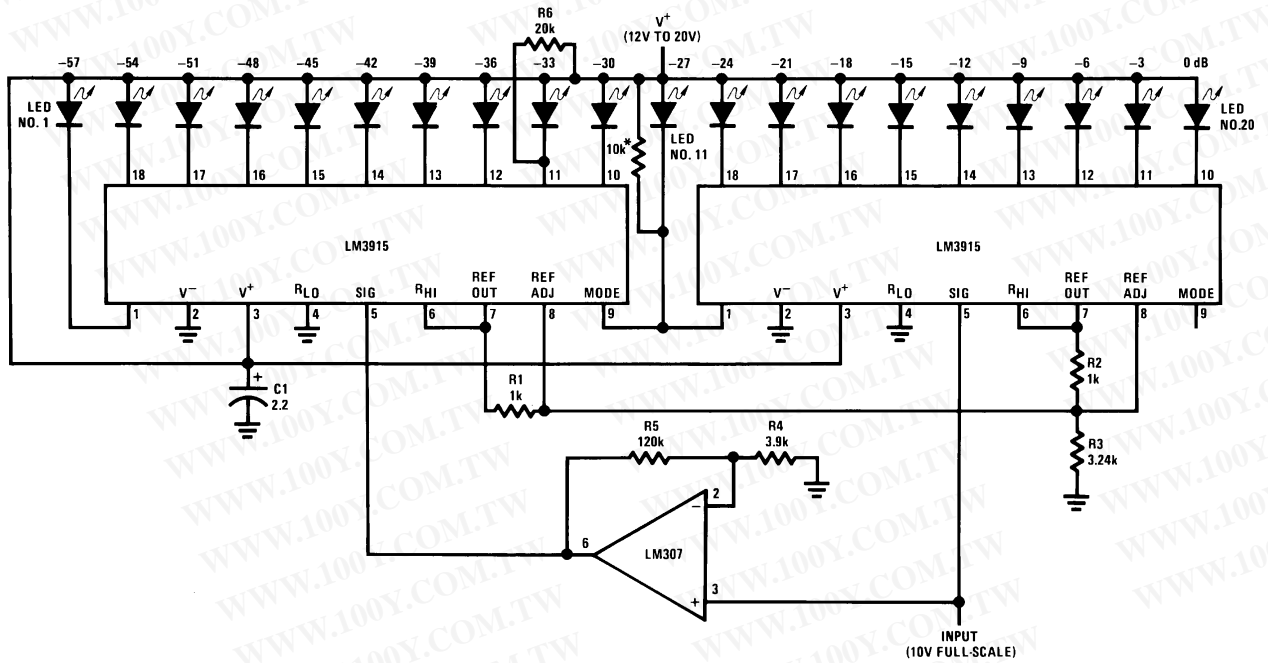 R6
20k
V+
(12V TO 20V)
−57 −54 −51 −48 −45 −42 −39 −36 −33 −30 −27 −24 −21 −18 −15 −12 −9 −6 −3 0 dB
LED
NO. 1
10k*
LED
NO. 11
LED
NO.20
18 17 16 15 14 13 12 11 10
18 17 16 15 14 13 12 11 10
LM3915
LM3915
V− V+ RLO SIG RHI REF OUT REF ADJ MODE
V− V+ RLO SIG RHI REF OUT REF ADJ MODE
1 2 3 4 5 6 7 8 9
1 2 3 4 5 6 7 8 9
+
C1
2.2
R1
1k
R2
1k
R3
3.24k
R5
120k
R4
3.9k
2
−
6
LM307
3
+
INPUT
(10V FULL-SCALE)
WWW.100Y.COM.TW